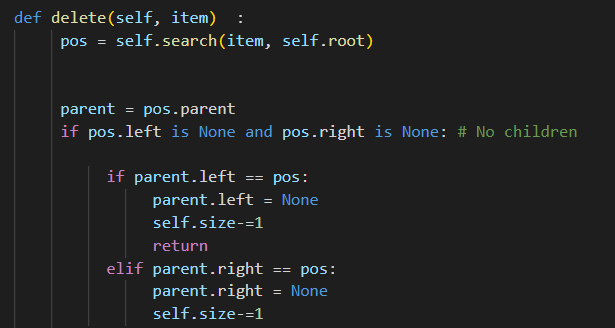 def delete(self, item)  :
pos = self.search(item, self.root)
parent = pos.parent
if pos.left is None and pos.right is None: # No children
if parent.left == pos:
parent.left = None
self.size-=1
return
elif parent.right == pos:
parent.right = None
self.size-=1